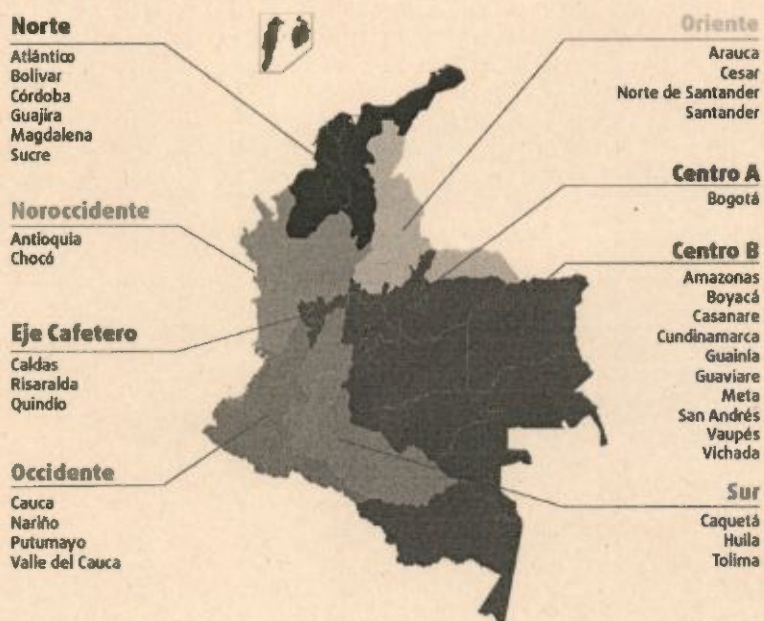 Norte
Atlántico
Bolívar
Córdoba
Guajira
Magdalena
Sucre
Noroccidente
Antioquia
Chocó
Eje Cafetero
Caldas
Risaralda
Quindío
Occidente
Cauca
Nariño
Putumayo
Valle del Cauca
Oriente
Arauca
Cesar
Norte de Santander
Santander
Centro A
Bogotá
Centro B
Amazonas
Boyacá
Casanare
Cundinamarca
Guainía
Guaviare
Meta
San Andrés
Vaupés
Vichada
Sur
Caquetá
Huila
Tolima